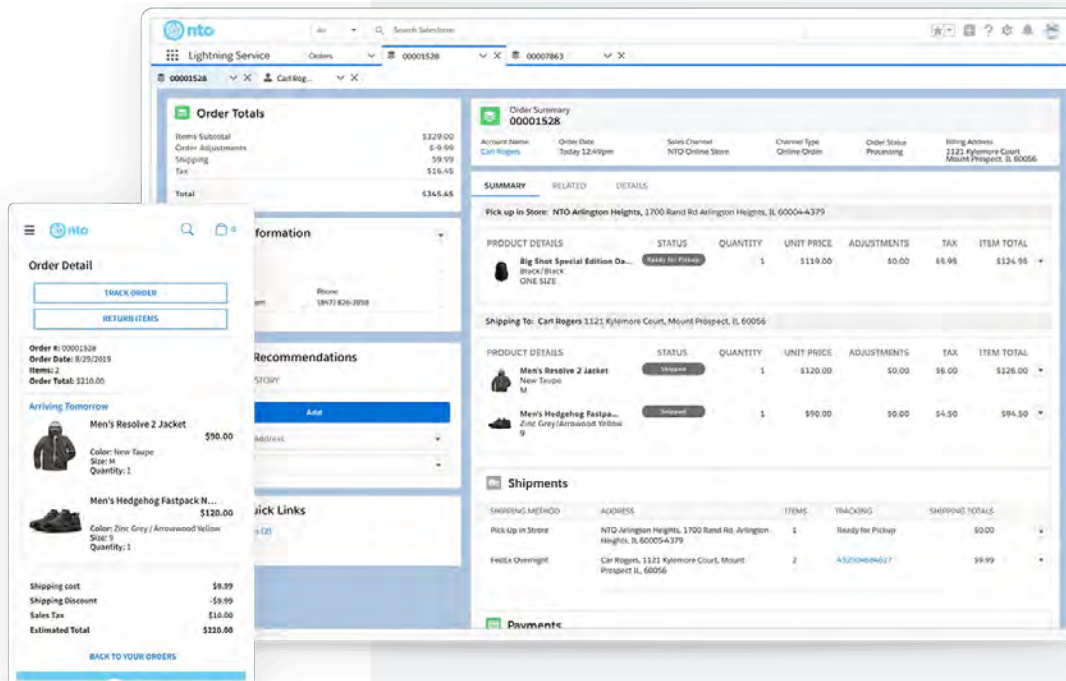 nto
All
Search Salesforce
Lightning Service
Orders
00001528
00007863
00001528
Carl Rog...
Order Totals
Items Subtotal $329.00
Order Adjustments $-9.99
Shipping $9.99
Tax $16.45
Total $345.45
Order Summary
00001528
Account Name Order Date Sales Channel Channel Type Order Status Billing Address
Carl Rogers Today 12:49pm NTO Online Store Online Order Processing 1121 Kylemore Court
Mount Prospect, IL 60056
SUMMARY RELATED DETAILS
Pick up in Store: NTO Arlington Heights, 1700 Rand Rd Arlington Heights, IL 60004-4379
PRODUCT DETAILS STATUS QUANTITY UNIT PRICE ADJUSTMENTS TAX ITEM TOTAL
Big Shot Special Edition Da... Ready for Pickup 1 $119.00 $0.00 $5.95 $124.95
Black/Black
ONE SIZE
Shipping To: Carl Rogers 1121 Kylemore Court, Mount Prospect, IL 60056
PRODUCT DETAILS STATUS QUANTITY UNIT PRICE ADJUSTMENTS TAX ITEM TOTAL
Men's Resolve 2 Jacket Shipped 1 $120.00 $0.00 $6.00 $126.00
New Taupe
M
Men's Hedgehog Fastpa... Shipped 1 $90.00 $0.00 $4.50 $94.50
Zinc Grey/Arrowood Yellow
9
Shipments
SHIPPING METHOD ADDRESS ITEMS TRACKING SHIPPING TOTALS
Pick Up in Strore NTO Arlington Heights, 1700 Rand Rd. Arlington 1 Ready for Pickup $0.00
Heights, IL 60005-4379
FedEx Overnight Car Rogers, 1121 Kylemore Court, Mount 2 $9.99
Prospect IL, 60056
Payments
formation
Phone
(847) 826-2058
Recommendations
STORY
Add
Address
uick Links
(2)
nto
Order Detail
TRACK ORDER
RETURN ITEMS
Order #: 00001528
Order Date: 8/29/2019
Items: 2
Order Total: $210.00
Arriving Tomorrow
Men's Resolve 2 Jacket
$90.00
Color: New Taupe
Size: M
Quantity: 1
Men's Hedgehog Fastpack N...
$120.00
Color: Zinc Grey/Arrowwood Yellow
Size: 9
Quantity: 1
Shipping cost $9.99
Shipping Discount -$9.99
Sales Tax $10.00
Estimated Total $220.00
BACK TO YOUR ORDERS